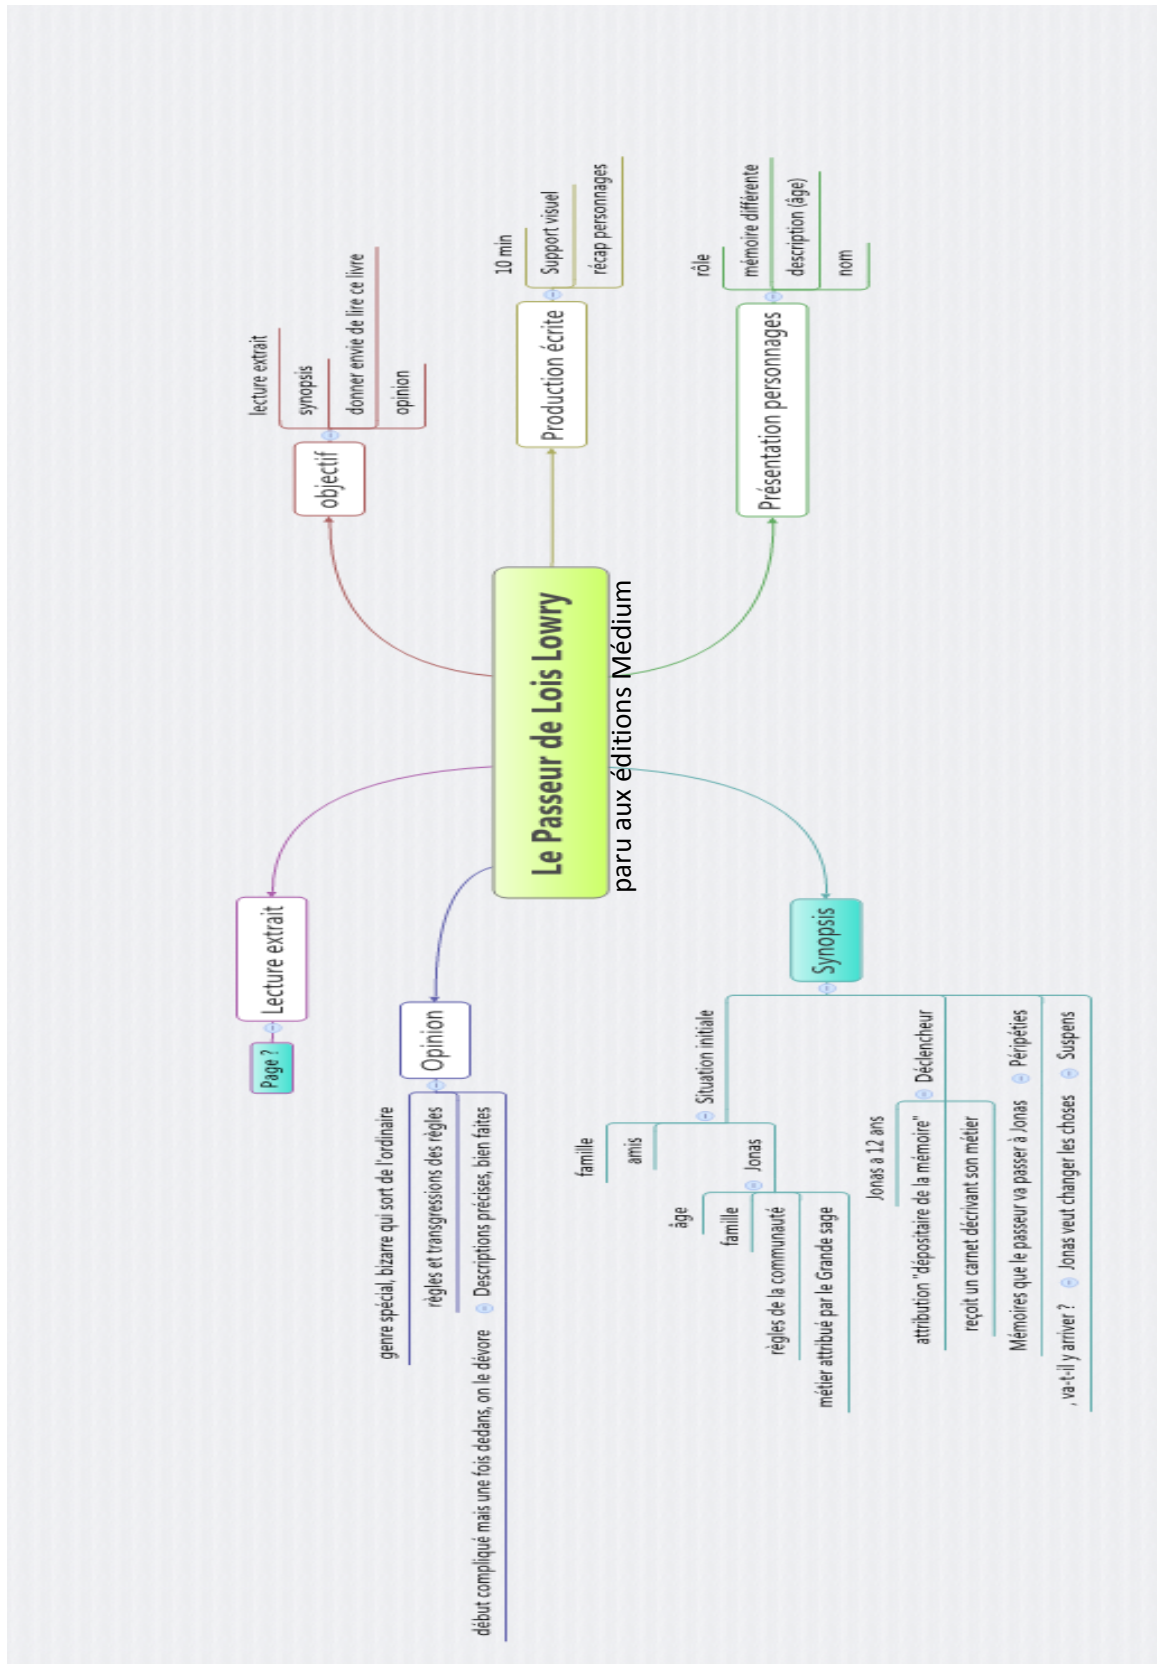 Le Passeur de Lois Lowry
paru aux éditions Médium
objectif
lecture extrait
synopsis
donner envie de lire ce livre
opinion
Production écrite
10 min
Support visuel
récap personnages
Présentation personnages
rôle
mémoire différente
description (âge)
nom
Synopsis
Situation initiale
famille
amis
Jonas
âge
famille
règles de la communauté
métier attribué par le Grande sage
Déclencheur
Jonas a 12 ans
attribution "dépositaire de la mémoire"
reçoit un carnet décrivant son métier
Péripéties
Mémoires que le passeur va passer à Jonas
Suspens
Jonas veut changer les choses
, va-t-il y arriver ?
Opinion
genre spécial, bizarre qui sort de l'ordinaire
règles et transgressions des règles
Descriptions précises, bien faites
début compliqué mais une fois dedans, on le dévore
Lecture extrait
Page ?